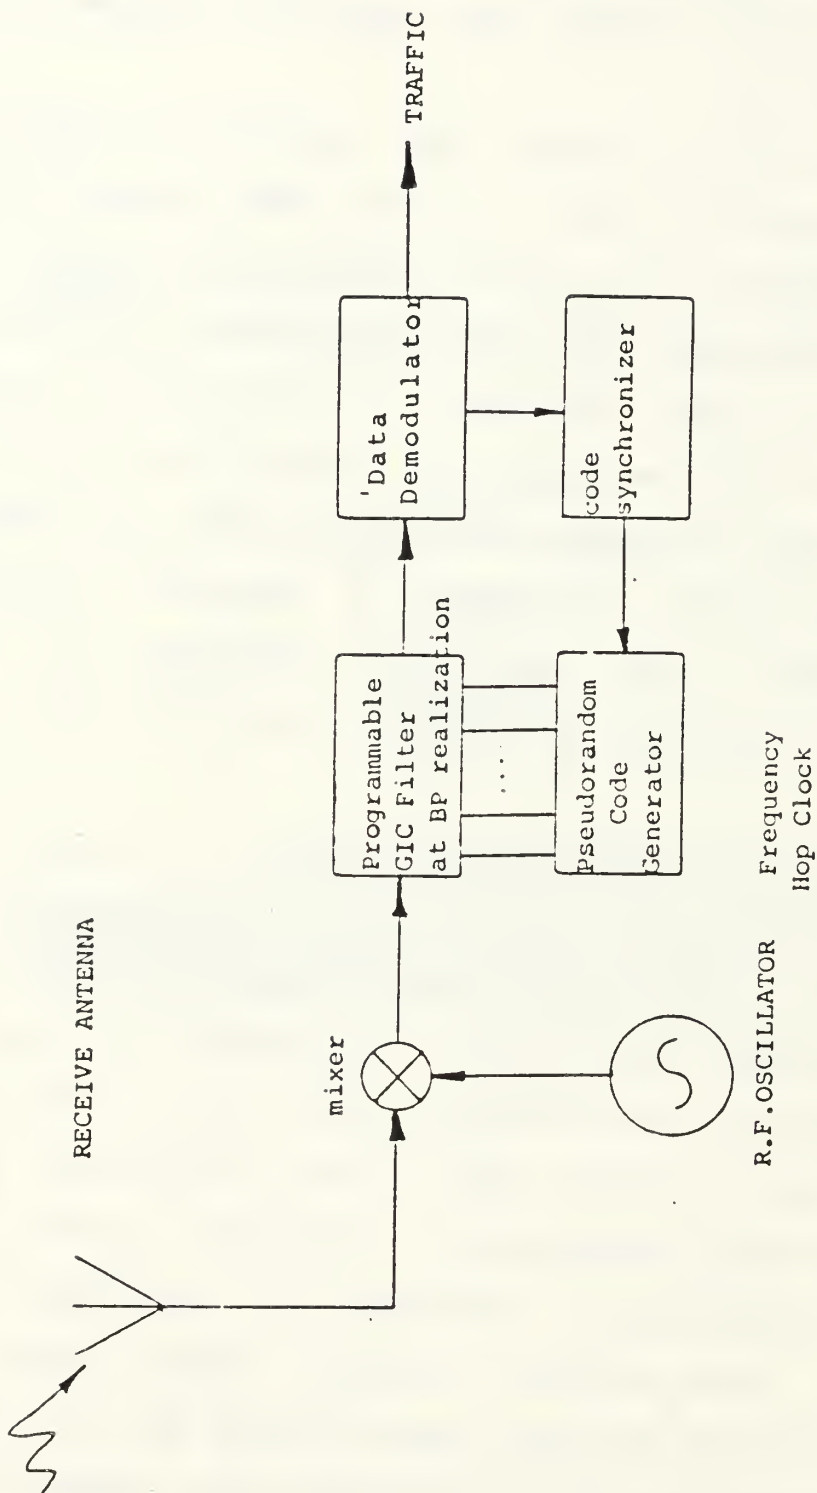 RECEIVE ANTENNA
mixer
R.F.OSCILLATOR
Programmable
GIC Filter
at BP realization
....
Pseudorandom
Code
Generator
Frequency
Hop Clock
'Data
Demodulator
code
synchronizer
TRAFFIC